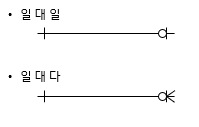 • 일 대 일
• 일 대 다